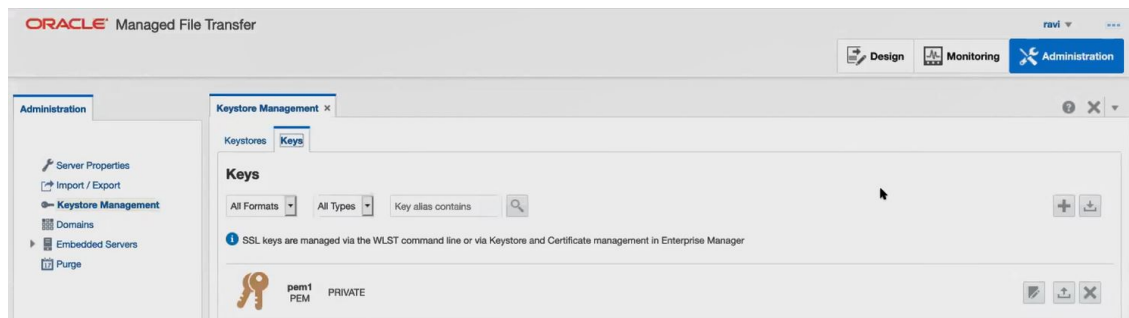 ORACLE® Managed File Transfer
ravi
Design
Monitoring
Administration
Administration
Keystore Management ×
Keystores
Keys
Server Properties
Import / Export
Keystore Management
Domains
Embedded Servers
Purge
Keys
All Formats
All Types
Key alias contains
SSL keys are managed via the WLST command line or via Keystore and Certificate management in Enterprise Manager
pem1
PEM
PRIVATE